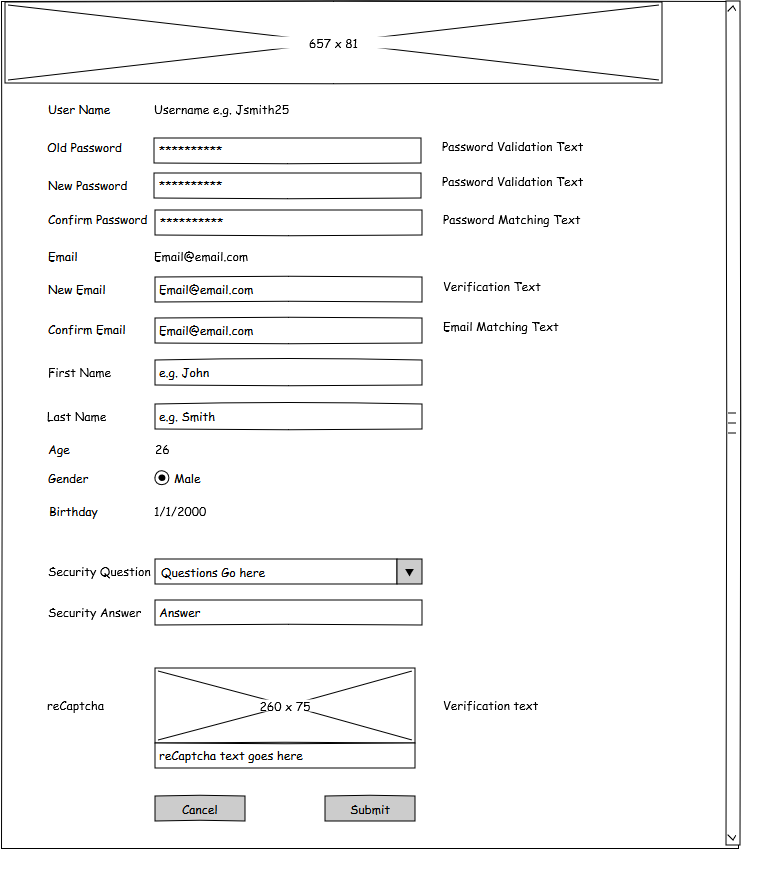 657 x 81
User Name Username e.g. Jsmith25
Old Password ********** Password Validation Text
New Password ********** Password Validation Text
Confirm Password ********** Password Matching Text
Email Email@email.com
New Email Email@email.com Verification Text
Confirm Email Email@email.com Email Matching Text
First Name e.g. John
Last Name e.g. Smith
Age 26
Gender Male
Birthday 1/1/2000
Security Question Questions Go here
Security Answer Answer
reCaptcha 260 x 75 Verification text
reCaptcha text goes here
Cancel Submit